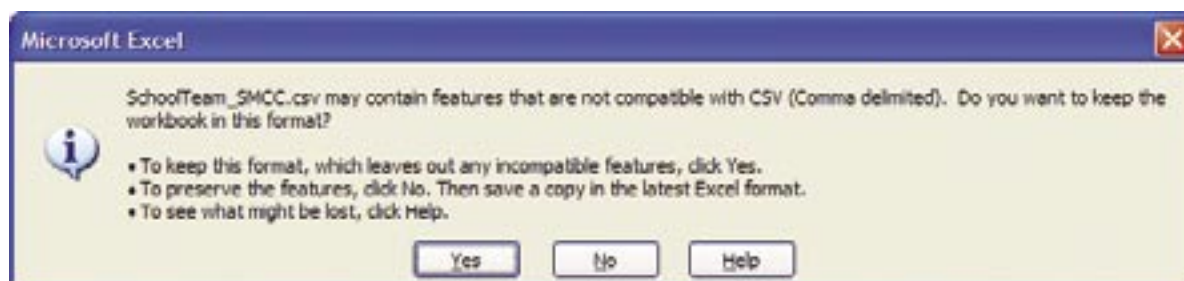 Microsoft Excel
SchoolTeam_SMCC.csv may contain features that are not compatible with CSV (Comma delimited). Do you want to keep the
workbook in this format?
• To keep this format, which leaves out any incompatible features, click Yes.
• To preserve the features, click No. Then save a copy in the latest Excel format.
• To see what might be lost, click Help.
Yes No Help